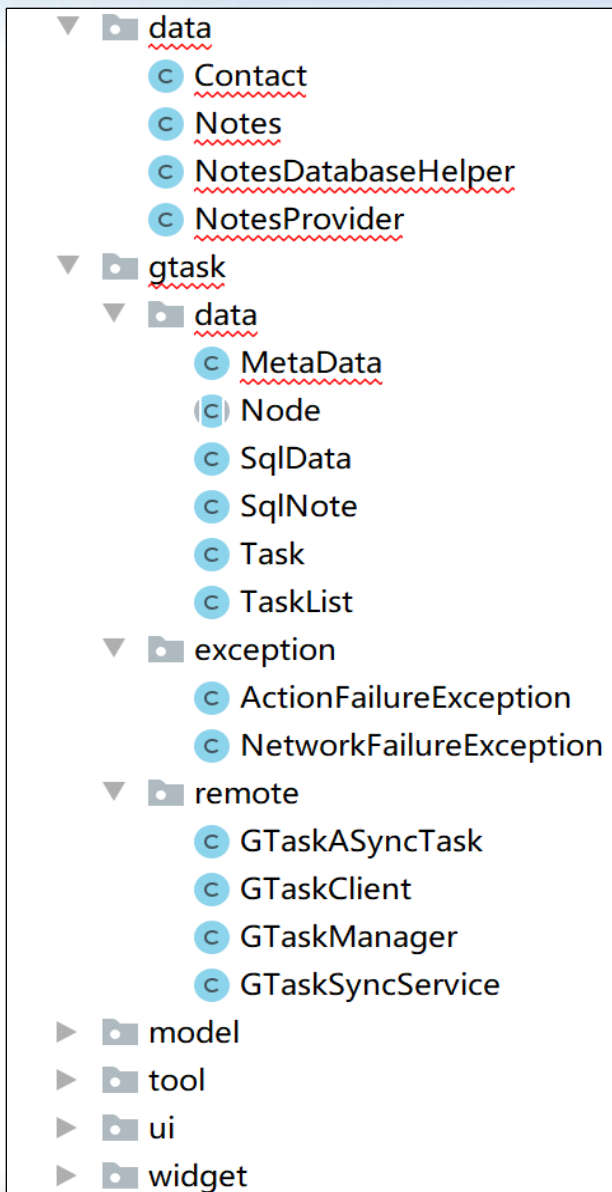 data
C Contact
C Notes
C NotesDatabaseHelper
C NotesProvider
gtask
data
C MetaData
C Node
C SqlData
C SqlNote
C Task
C TaskList
exception
C ActionFailureException
C NetworkFailureException
remote
C GTaskASyncTask
C GTaskClient
C GTaskManager
C GTaskSyncService
model
tool
ui
widget